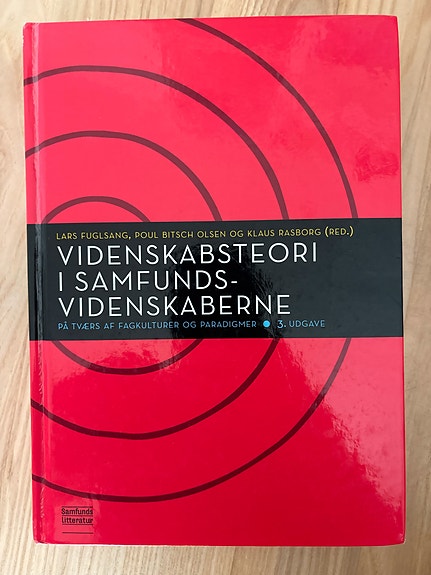 LARS FUGLSANG, POUL BITSCH OLSEN OG KLAUS RASBORG (RED.)
VIDENSKABSTEORI
I SAMFUNDS-
VIDENSKABERNE
PÅ TVÆRS AF FAGKULTURER OG PARADIGMER • 3. UDGAVE
Samfunds
litteratur